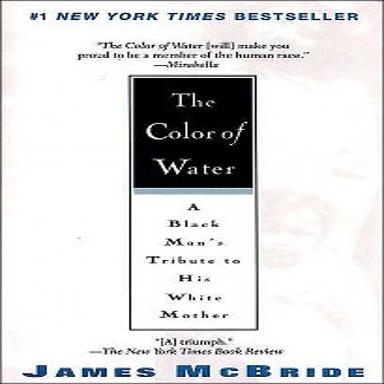 #1 NEW YORK TIMES BESTSELLER
"The Color of Water [will] make you
proud to be a member of the human race."
—Mirabella
The
Color of
Water
A
Black
Man's
Tribute to
His
White
Mother
"[A] triumph."
—The New York Times Book Review
JAMES MCBRIDE